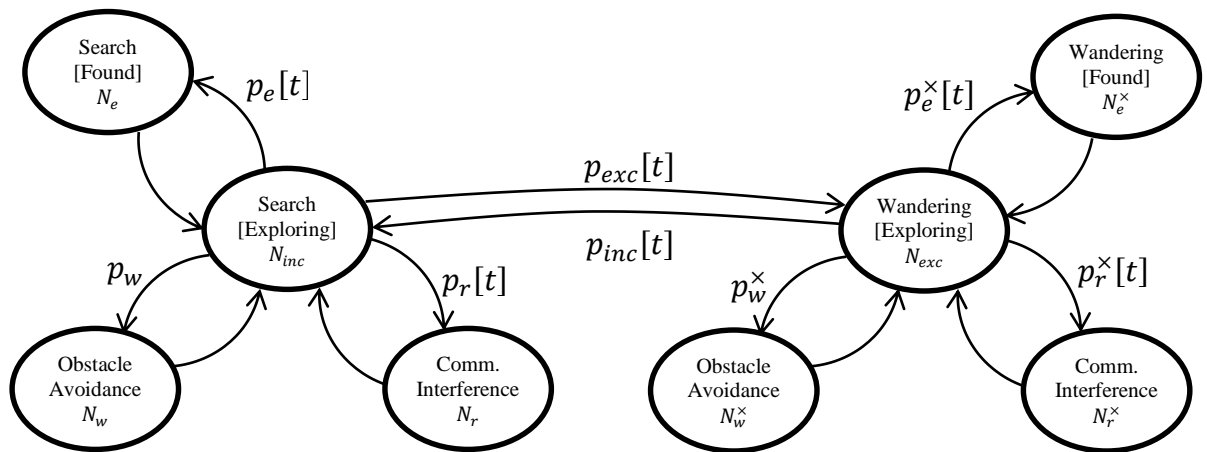 Search
[Found]
N_e
p_e[t]
Wandering
[Found]
N_e^×
p_e^×[t]
Search
[Exploring]
N_inc
p_exc[t]
p_inc[t]
Wandering
[Exploring]
N_exc
p_w
p_r[t]
p_w^×
p_r^×[t]
Obstacle
Avoidance
N_w
Comm.
Interference
N_r
Obstacle
Avoidance
N_w^×
Comm.
Interference
N_r^×